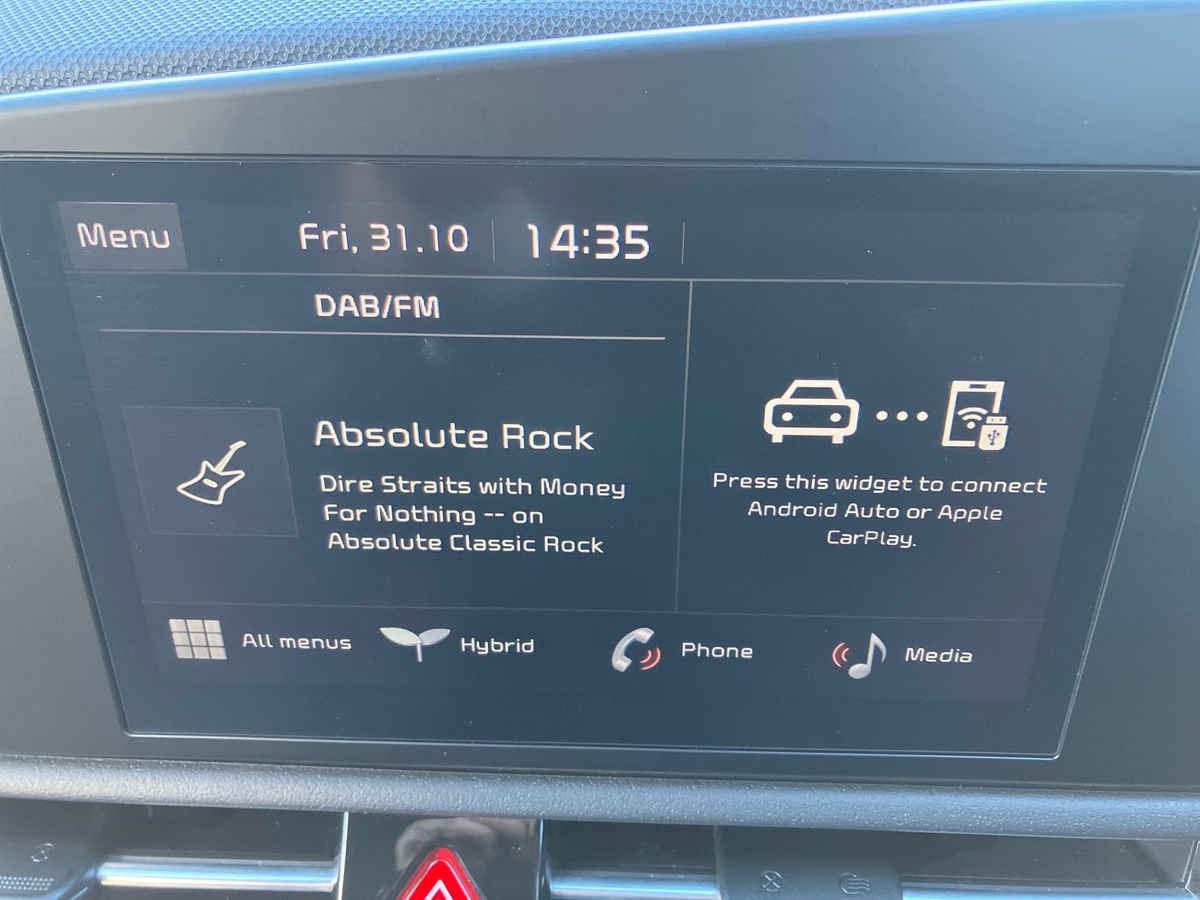 Menu
Fri, 31.10
14:35
DAB/FM
Absolute Rock
Dire Straits with Money
For Nothing -- on
Absolute Classic Rock
Press this widget to connect
Android Auto or Apple
CarPlay.
All menus
Hybrid
Phone
Media